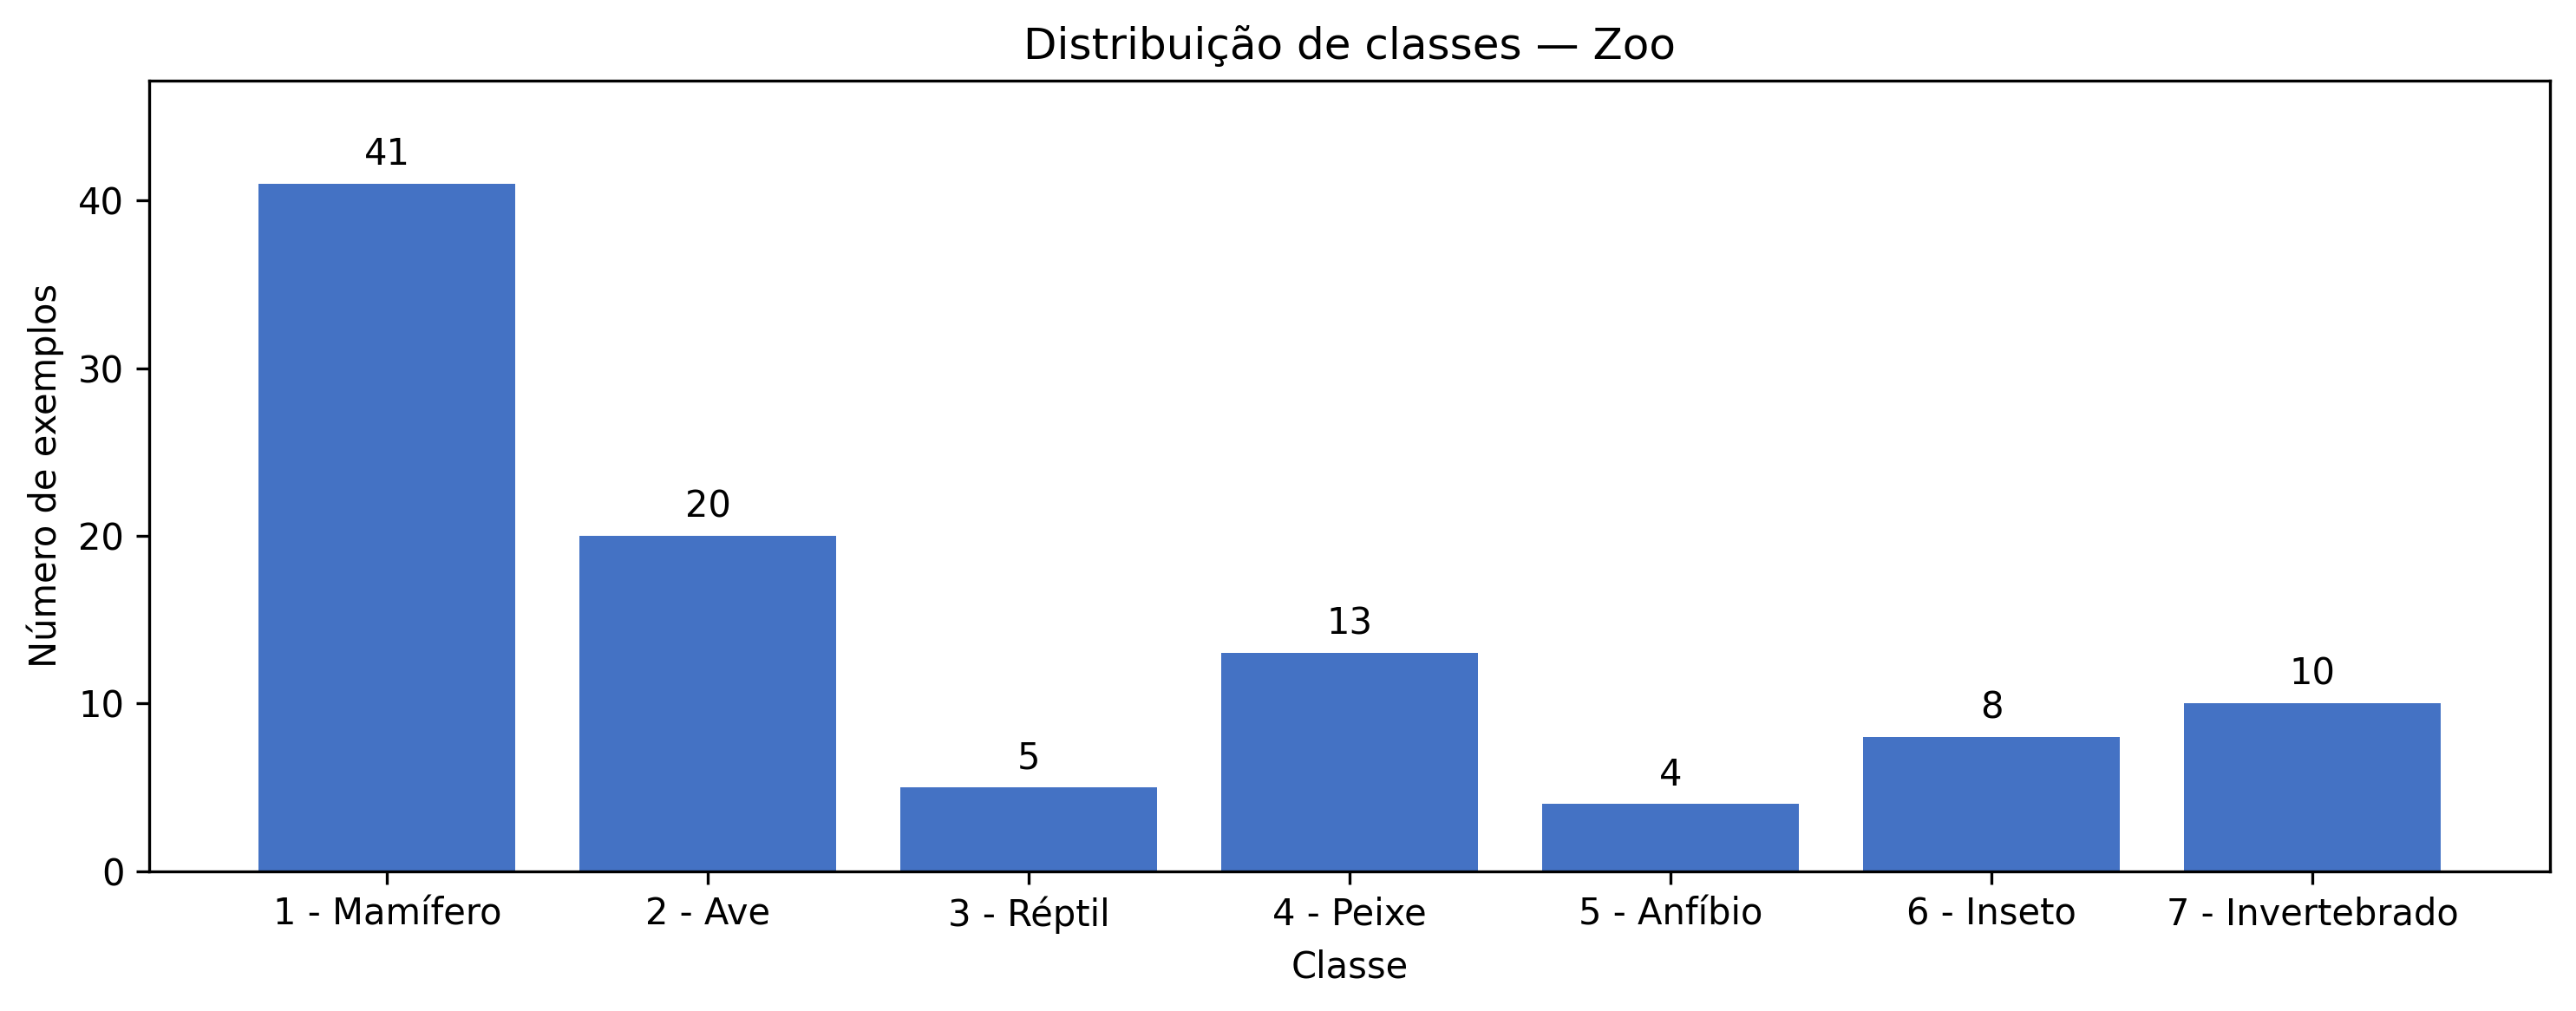 Distribuição de classes — Zoo
Número de exemplos
40
30
20
10
0
41
20
5
13
4
8
10
1 - Mamífero
2 - Ave
3 - Réptil
4 - Peixe
5 - Anfíbio
6 - Inseto
7 - Invertebrado
Classe